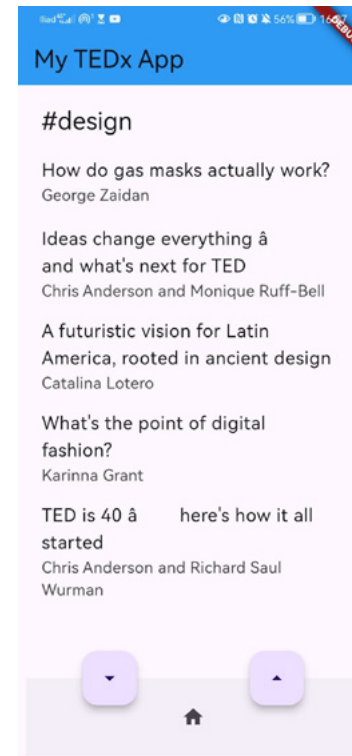 56%
My TEDx App
#design
How do gas masks actually work?
George Zaidan
Ideas change everything â
and what's next for TED
Chris Anderson and Monique Ruff-Bell
A futuristic vision for Latin
America, rooted in ancient design
Catalina Lotero
What's the point of digital
fashion?
Karinna Grant
TED is 40 â here's how it all
started
Chris Anderson and Richard Saul
Wurman